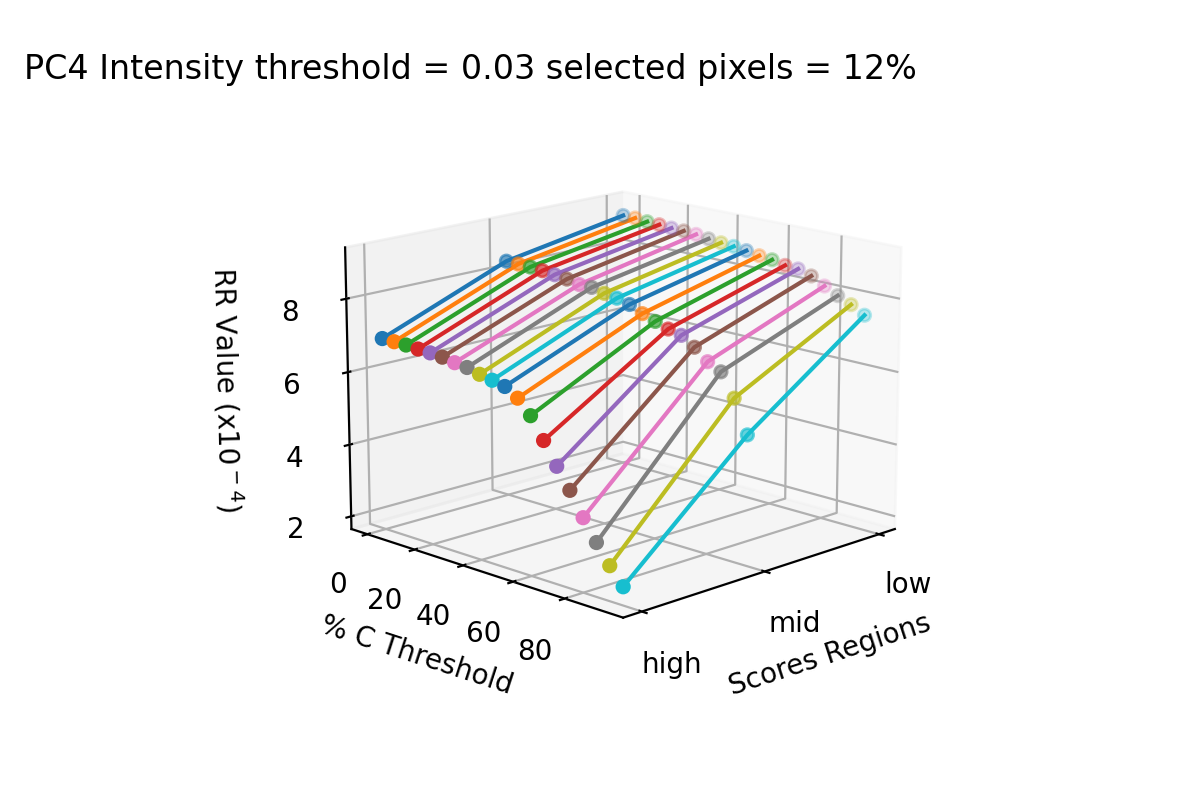 PC4 Intensity threshold = 0.03 selected pixels = 12%
RR Value (x10⁻⁴)
8
6
4
2
0
20
40
60
80
% C Threshold
high
mid
low
Scores Regions